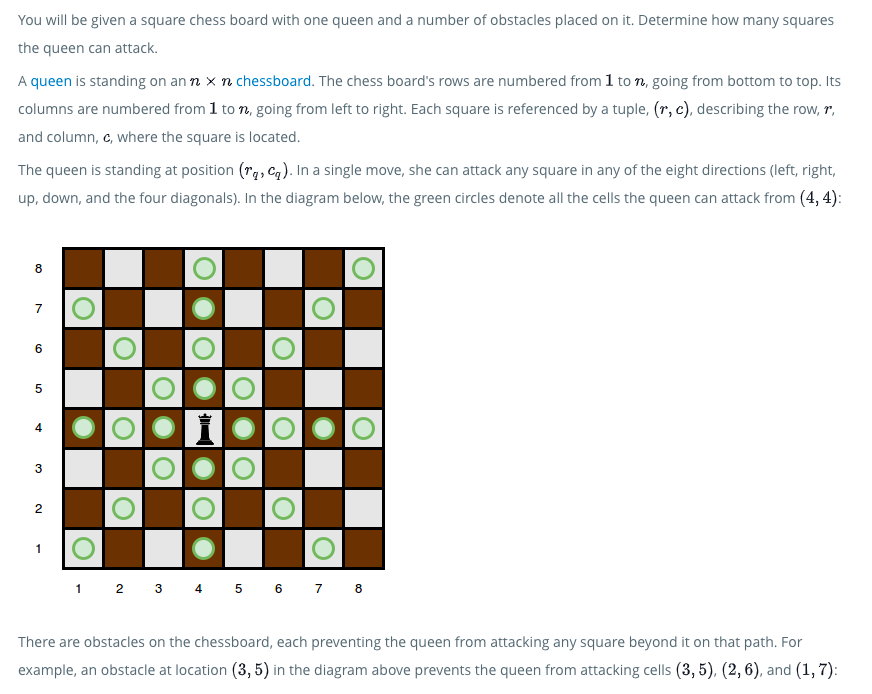 You will be given a square chess board with one queen and a number of obstacles placed on it. Determine how many squares
the queen can attack.
A queen is standing on an n × n chessboard. The chess board's rows are numbered from 1 to n, going from bottom to top. Its
columns are numbered from 1 to n, going from left to right. Each square is referenced by a tuple, (r, c), describing the row, r,
and column, c, where the square is located.
The queen is standing at position (r_q, c_q). In a single move, she can attack any square in any of the eight directions (left, right,
up, down, and the four diagonals). In the diagram below, the green circles denote all the cells the queen can attack from (4, 4):
8
7
6
5
4
3
2
1
1 2 3 4 5 6 7 8
There are obstacles on the chessboard, each preventing the queen from attacking any square beyond it on that path. For
example, an obstacle at location (3, 5) in the diagram above prevents the queen from attacking cells (3, 5), (2, 6), and (1, 7):